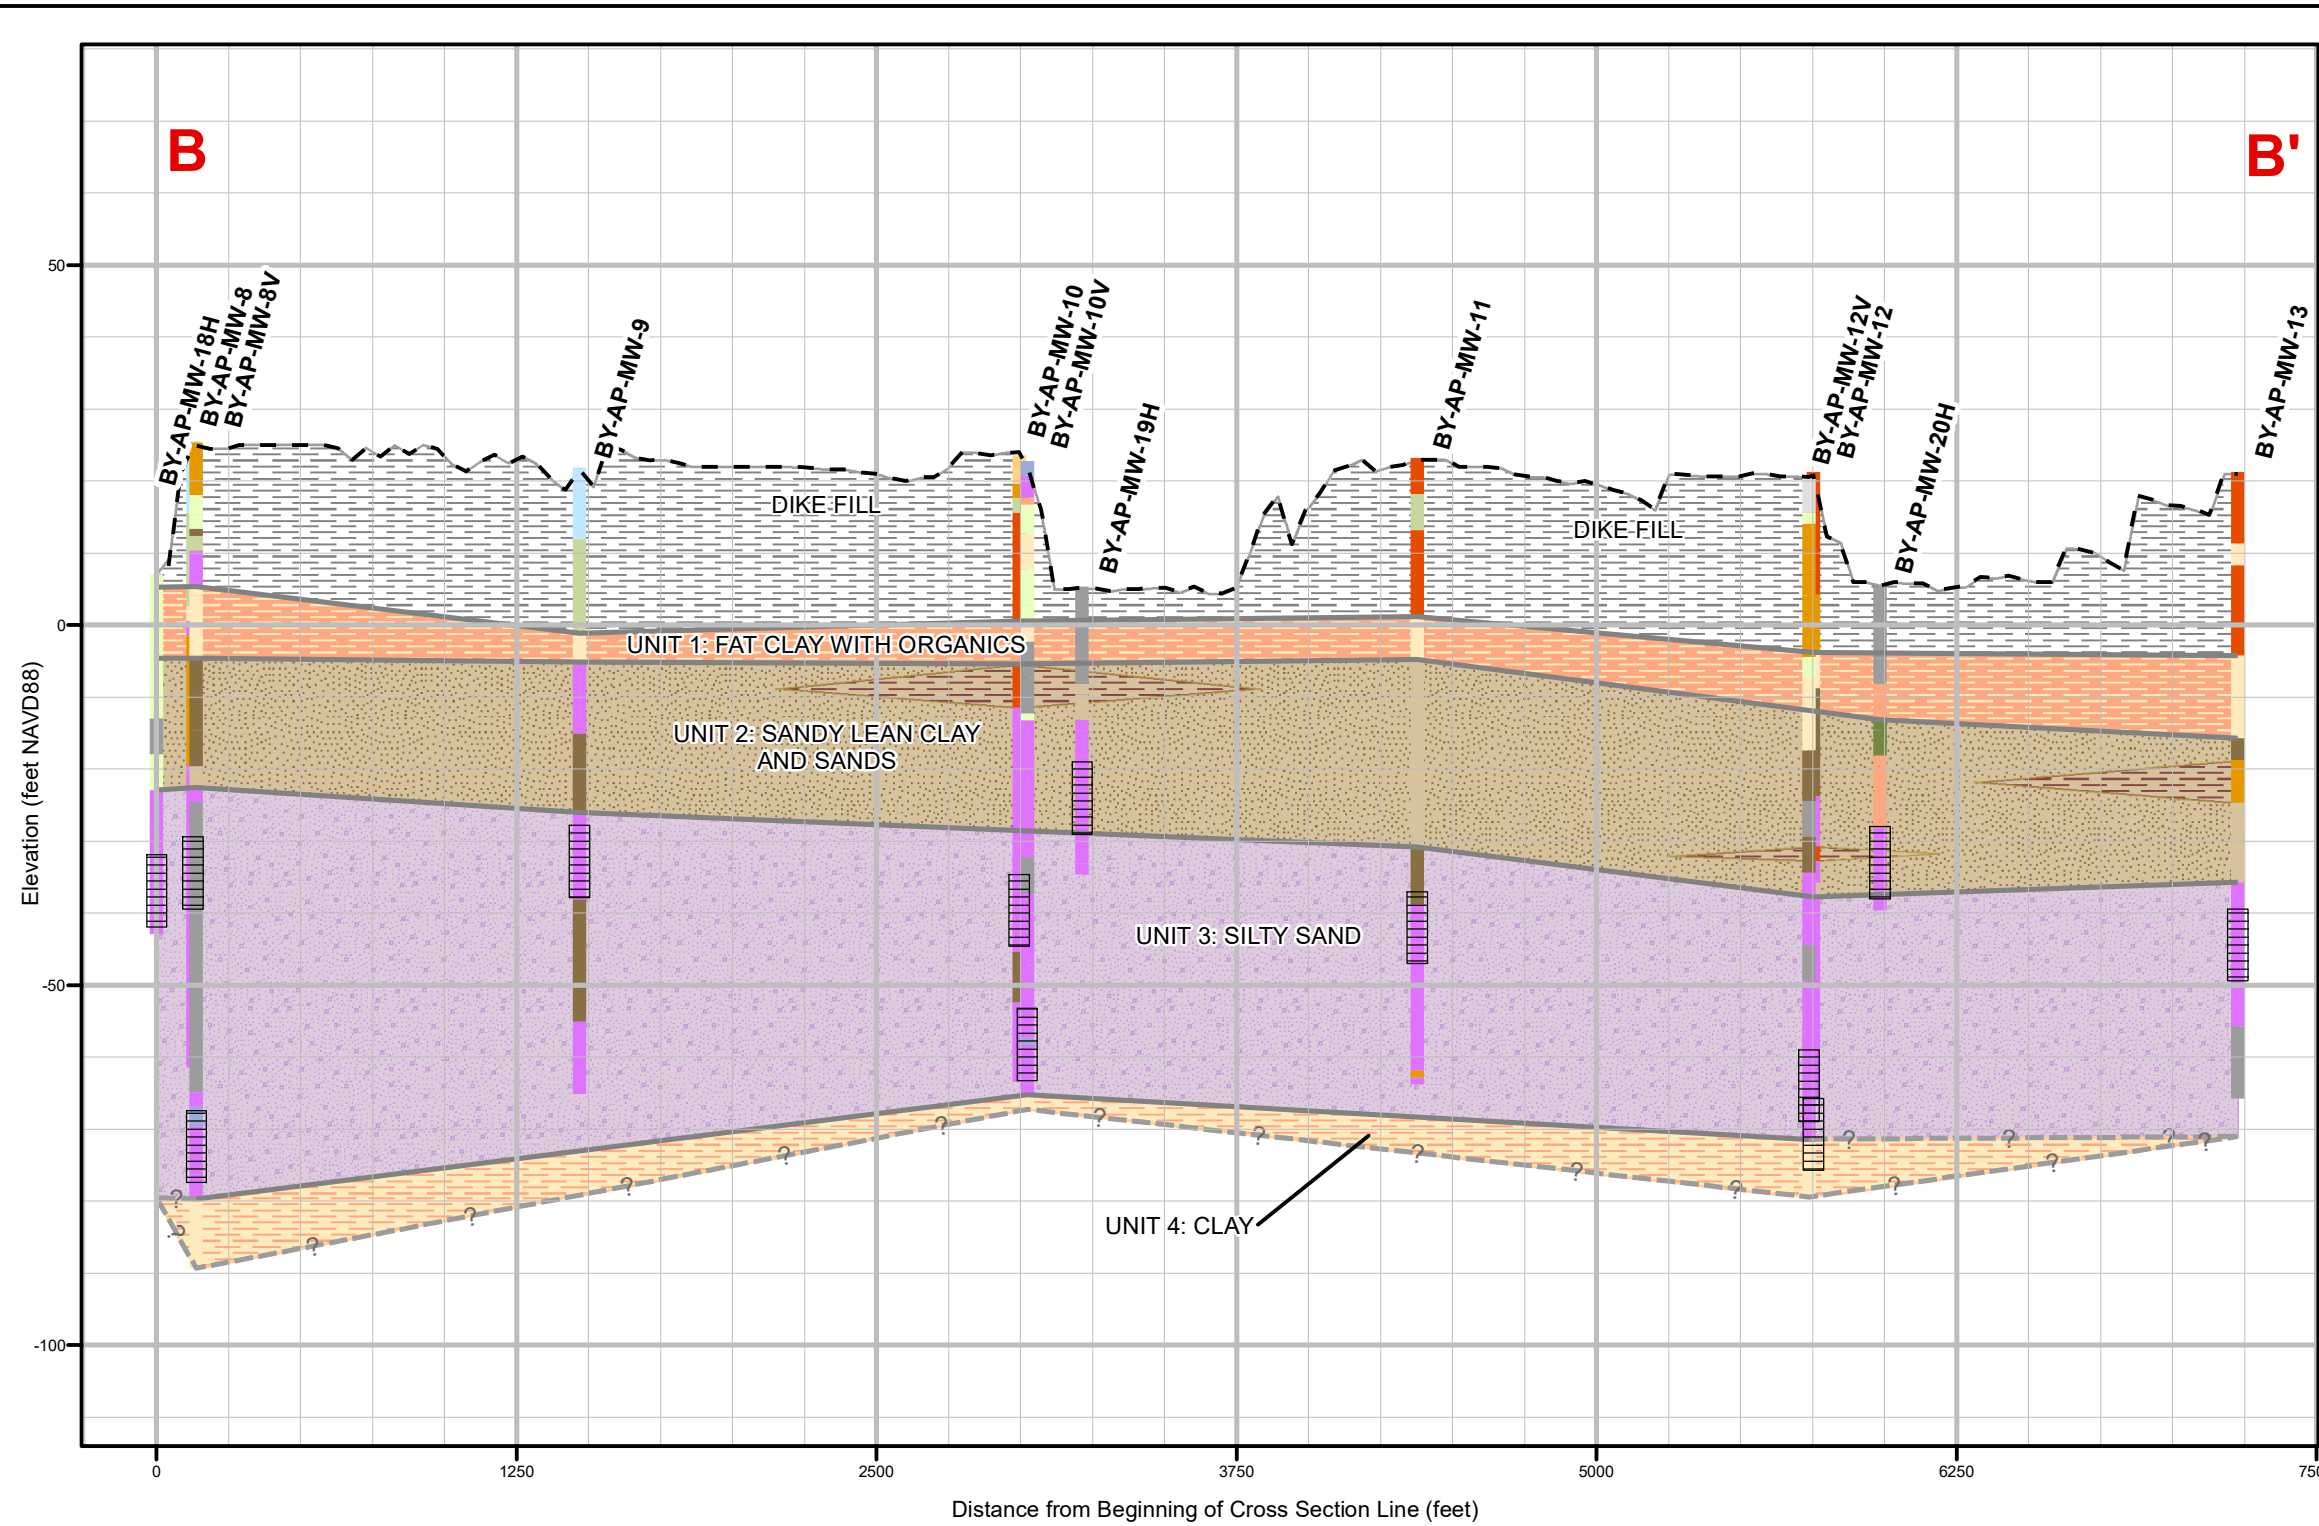 B
B'
50
0
-50
-100
Elevation (feet NAVD88)
BY-AP-MW-18H
BY-AP-MW-8
BY-AP-MW-8V
BY-AP-MW-9
BY-AP-MW-10
BY-AP-MW-10V
BY-AP-MW-19H
BY-AP-MW-11
BY-AP-MW-12V
BY-AP-MW-12
BY-AP-MW-20H
BY-AP-MW-13
DIKE FILL
DIKE FILL
UNIT 1: FAT CLAY WITH ORGANICS
UNIT 2: SANDY LEAN CLAY
AND SANDS
UNIT 3: SILTY SAND
? ? ? ? ? ? ? ? ? ? ? ? ? ? ? ? ? ? ? ?
UNIT 4: CLAY
0 1250 2500 3750 5000 6250 750
Distance from Beginning of Cross Section Line (feet)